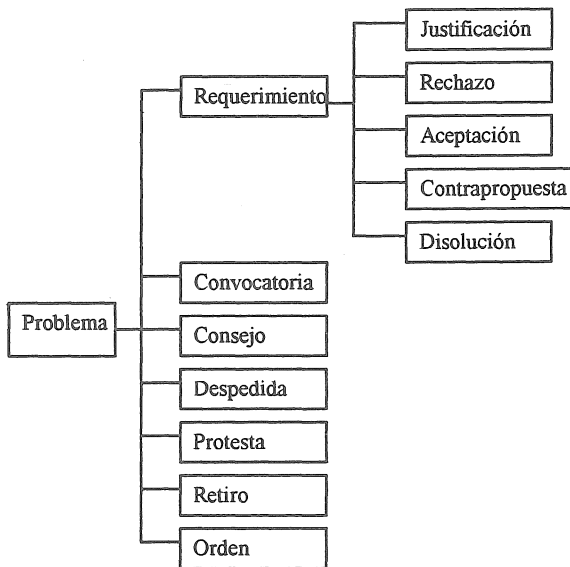 Justificación
Requerimiento
Rechazo
Aceptación
Contrapropuesta
Disolución
Convocatoria
Problema
Consejo
Despedida
Protesta
Retiro
Orden